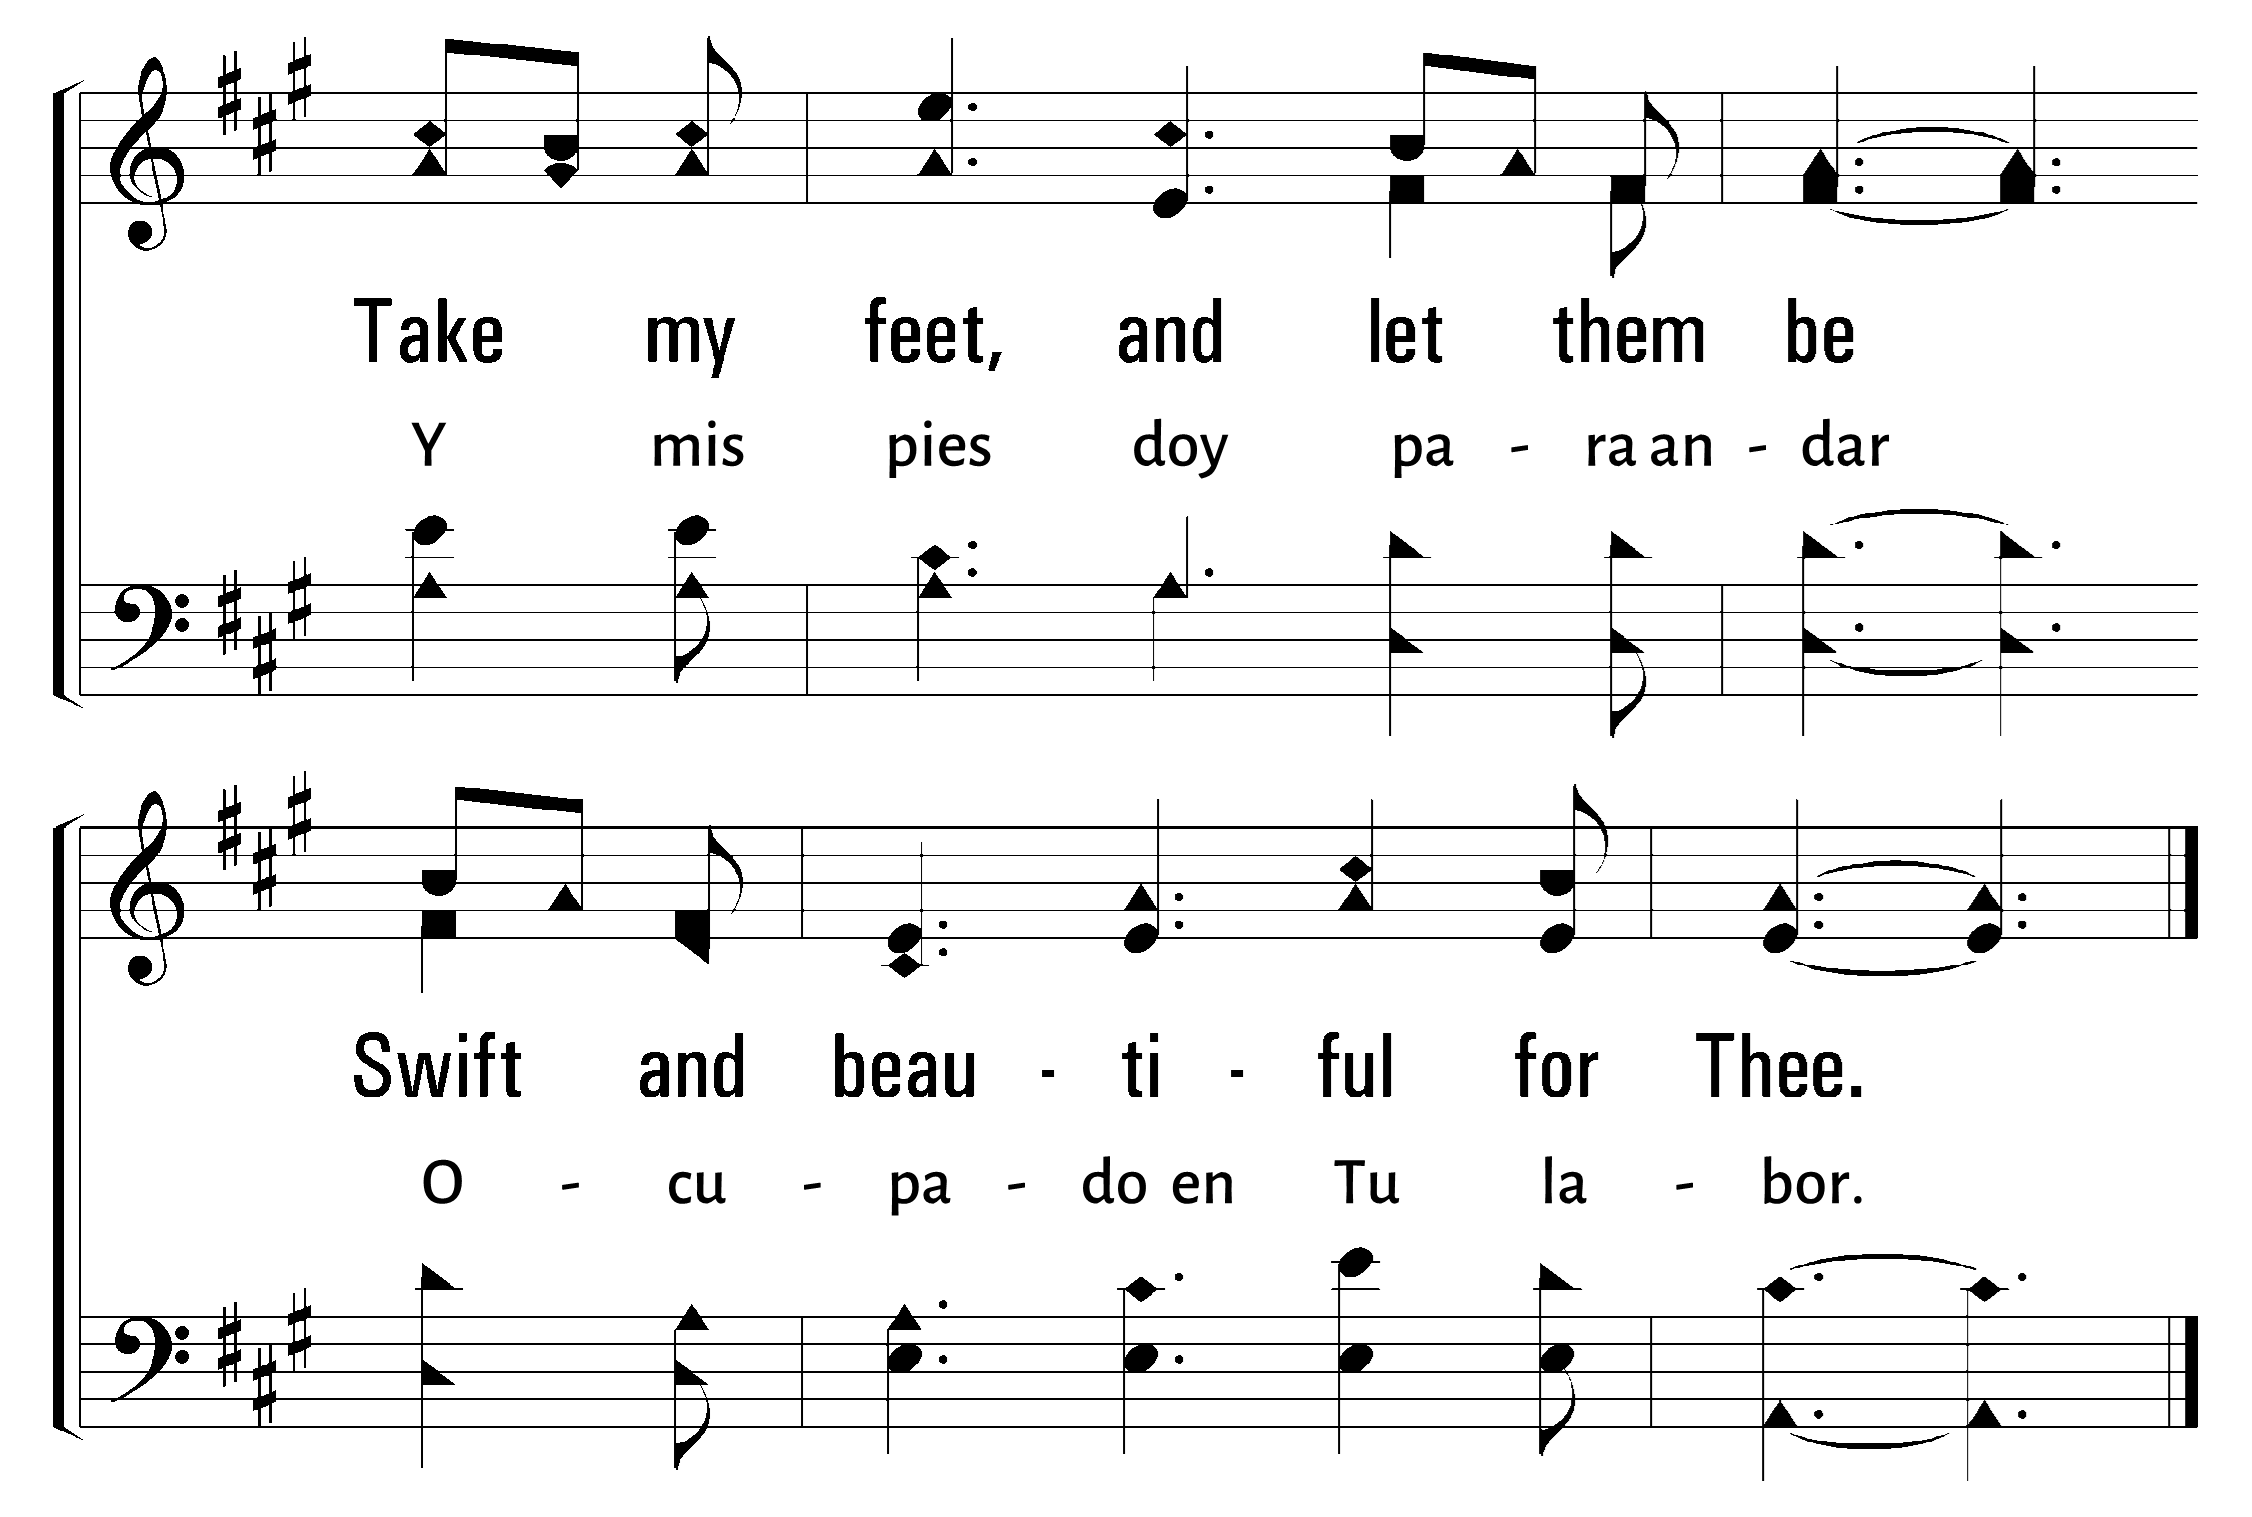 Take my feet, and let them be
Y mis pies doy pa - ra an - dar
Swift and beau - ti - ful for Thee.
O - cu - pa - do en Tu la - bor.